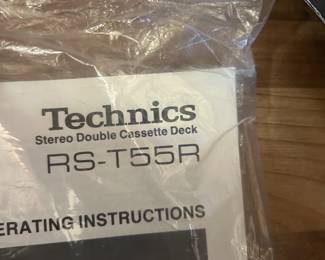 Technics
Stereo Double Cassette Deck
RS-T55R
ERATING INSTRUCTIONS